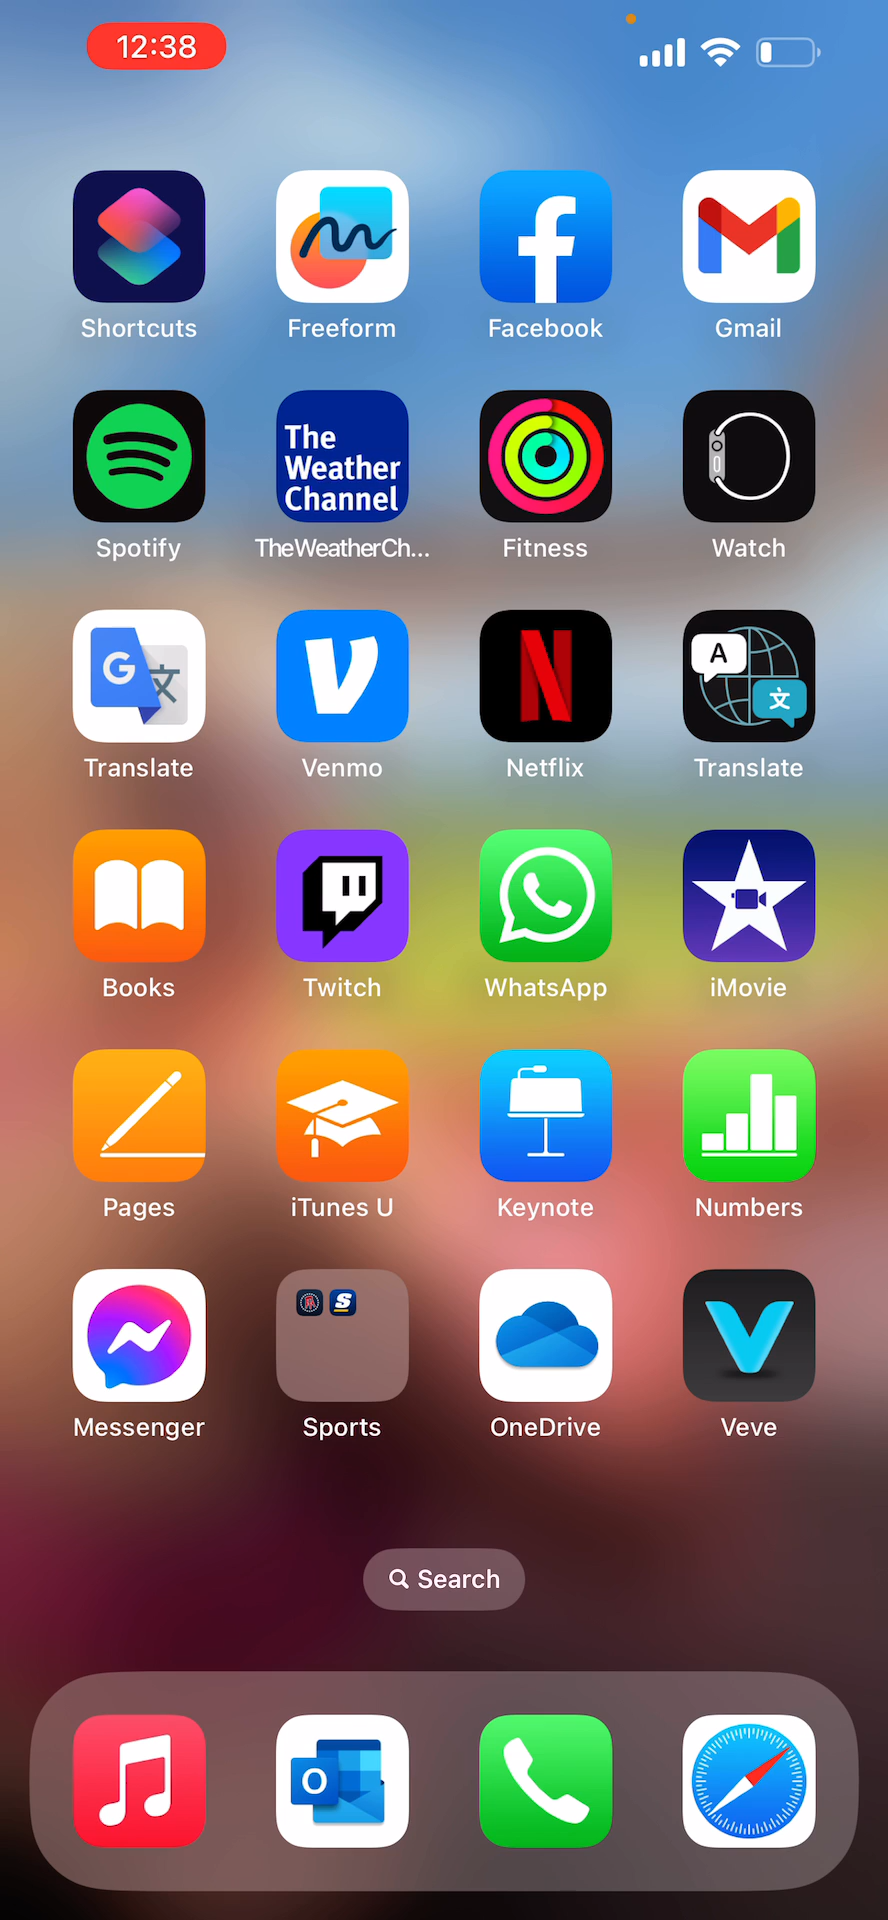 12:38
Shortcuts
Freeform
Facebook
Gmail
The
Weather
Channel
Spotify
TheWeatherCh...
Fitness
Watch
G
文
A
文
Translate
Venmo
Netflix
Translate
Books
Twitch
WhatsApp
iMovie
Pages
iTunes U
Keynote
Numbers
S
Messenger
Sports
OneDrive
Veve
Search
O